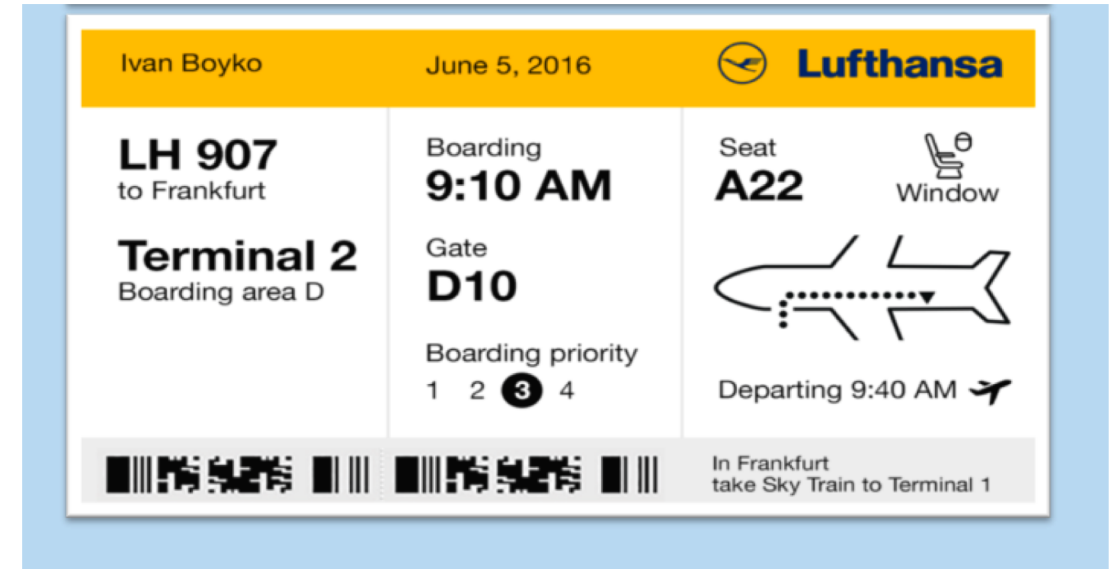 Ivan Boyko
June 5, 2016
Lufthansa
LH 907
to Frankfurt
Terminal 2
Boarding area D
Boarding
9:10 AM
Gate
D10
Boarding priority
1 2 3 4
Seat
A22
Window
Departing 9:40 AM
In Frankfurt
take Sky Train to Terminal 1